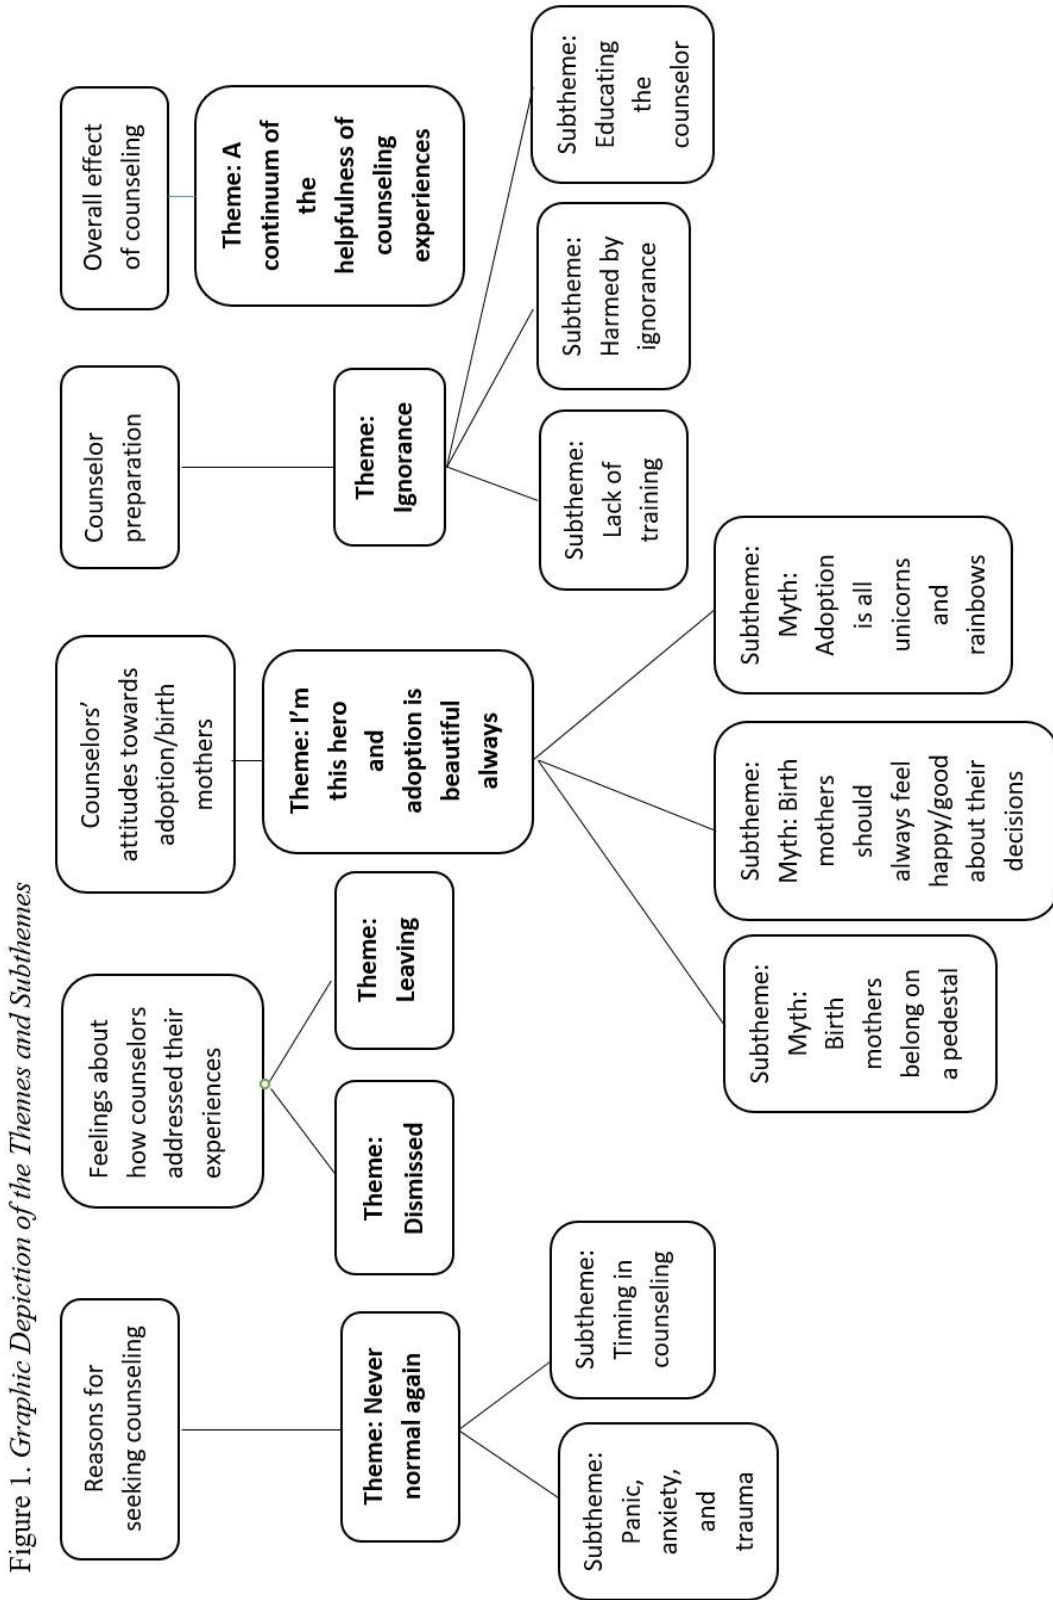 Figure 1. Graphic Depiction of the Themes and Subthemes
Reasons for
seeking counseling
Theme: Never
normal again
Subtheme:
Panic,
anxiety,
and
trauma
Subtheme:
Timing in
counseling
Feelings about
how counselors
addressed their
experiences
Theme:
Dismissed
Theme:
Leaving
Counselors’
attitudes towards
adoption/birth
mothers
Theme: I’m
this hero
and
adoption is
beautiful
always
Subtheme:
Myth:
Birth
mothers
belong on
a pedestal
Subtheme:
Myth: Birth
mothers
should
always feel
happy/good
about their
decisions
Subtheme:
Myth:
Adoption
is all
unicorns
and
rainbows
Counselor
preparation
Theme:
Ignorance
Subtheme:
Lack of
training
Subtheme:
Harmed by
ignorance
Subtheme:
Educating
the
counselor
Overall effect
of counseling
Theme: A
continuum of
the
helpfulness of
counseling
experiences